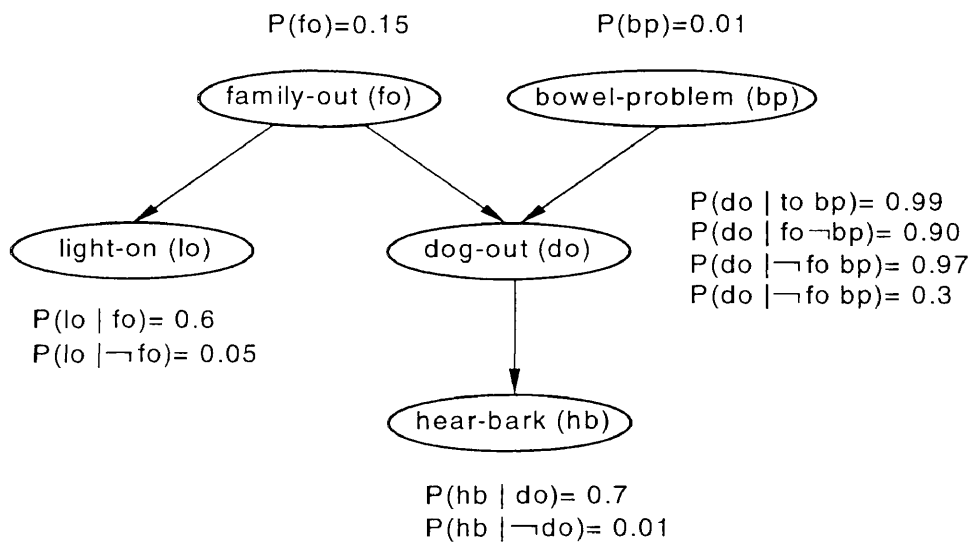 P(fo)=0.15
P(bp)=0.01
family-out (fo)
bowel-problem (bp)
P(do | to bp)= 0.99
P(do | fo¬bp)= 0.90
P(do |¬fo bp)= 0.97
P(do |¬fo bp)= 0.3
light-on (lo)
dog-out (do)
P(lo | fo)= 0.6
P(lo |¬fo)= 0.05
hear-bark (hb)
P(hb | do)= 0.7
P(hb |¬do)= 0.01